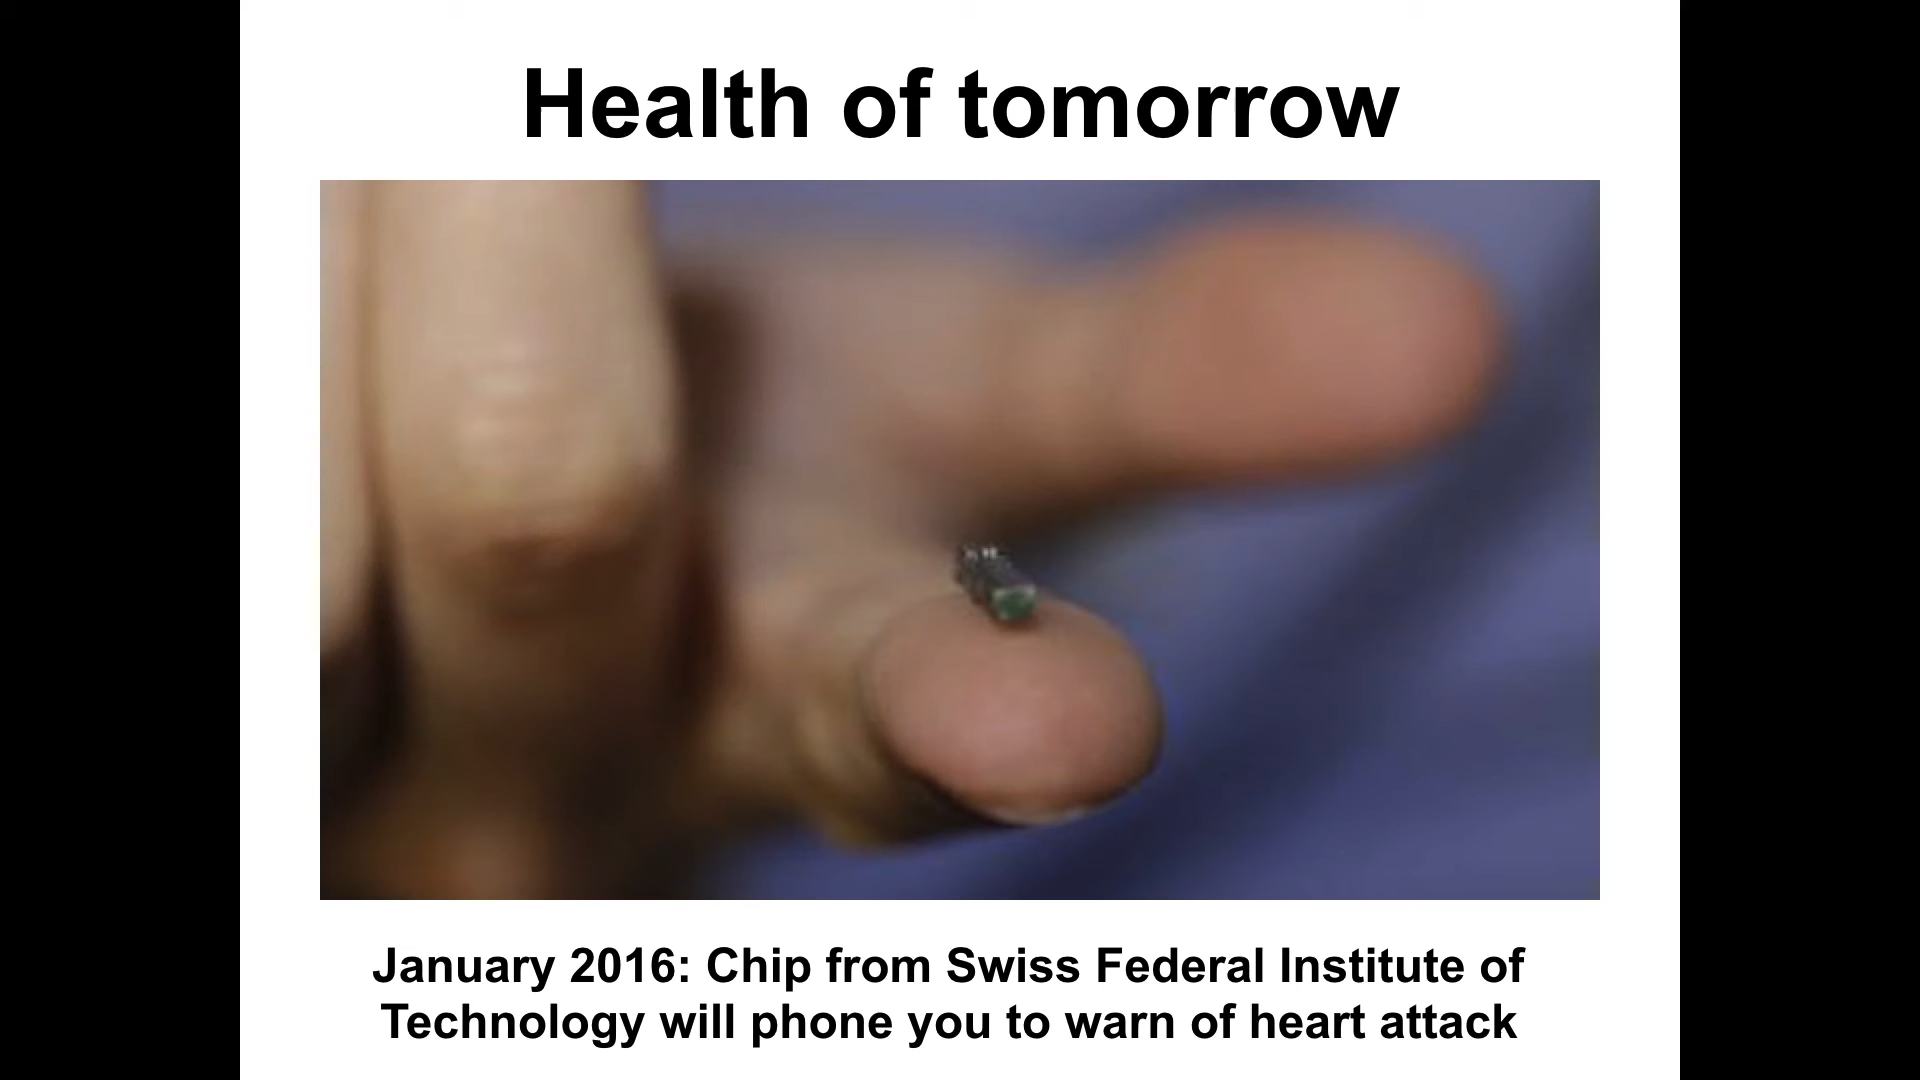 Health of tomorrow
January 2016: Chip from Swiss Federal Institute of
Technology will phone you to warn of heart attack